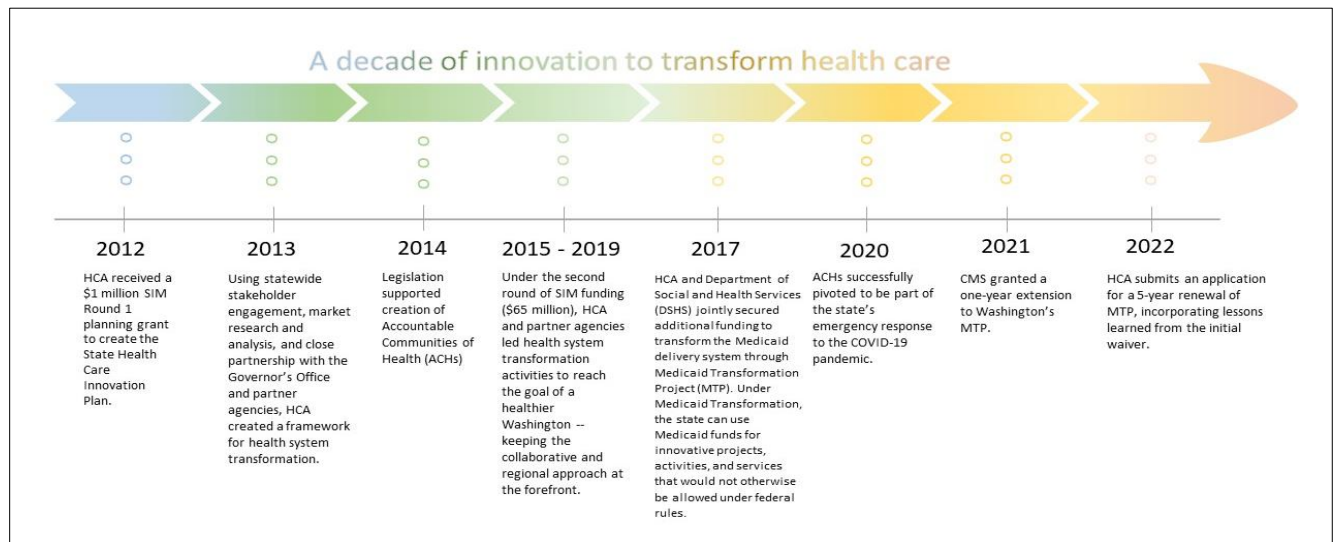 A decade of innovation to transform health care
2012
HCA received a
$1 million SIM
Round 1
planning grant
to create the
State Health
Care
Innovation
Plan.
2013
Using statewide
stakeholder
engagement, market
research and
analysis, and close
partnership with the
Governor's Office
and partner
agencies, HCA
created a framework
for health system
transformation.
2014
Legislation
supported
creation of
Accountable
Communities of
Health (ACHs)
2015 - 2019
Under the second
round of SIM funding
($65 million), HCA
and partner agencies
led health system
transformation
activities to reach
the goal of a
healthier
Washington --
keeping the
collaborative and
regional approach at
the forefront.
2017
HCA and Department of
Social and Health Services
(DSHS) jointly secured
additional funding to
transform the Medicaid
delivery system through
Medicaid Transformation
Project (MTP). Under
Medicaid Transformation,
the state can use
Medicaid funds for
innovative projects,
activities, and services
that would not otherwise
be allowed under federal
rules.
2020
ACHs successfully
pivoted to be part of
the state's
emergency response
to the COVID-19
pandemic.
2021
CMS granted a
one-year extension
to Washington's
MTP.
2022
HCA submits an application
for a 5-year renewal of
MTP, incorporating lessons
learned from the initial
waiver.